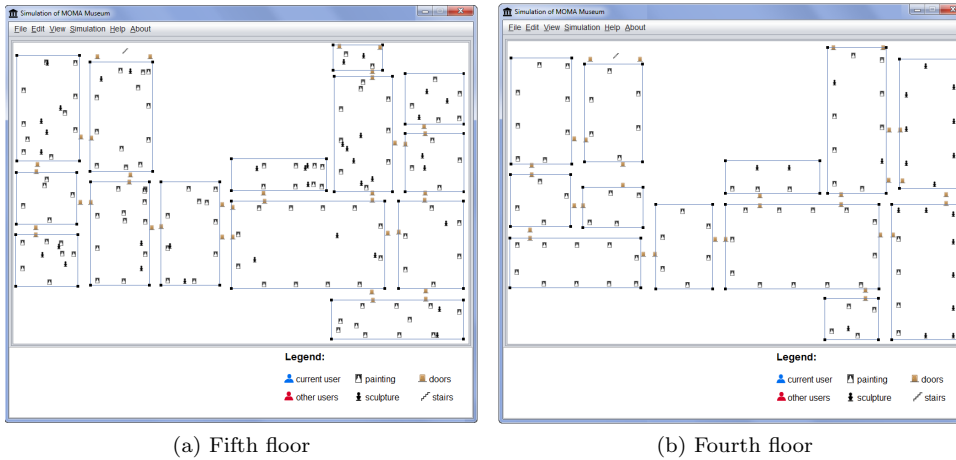 Simulation of MOMA Museum
File Edit View Simulation Help About
Legend:
current user painting doors
other users sculpture stairs
(a) Fifth floor
Simulation of MOMA Museum
File Edit View Simulation Help About
Legend:
current user painting doors
other users sculpture stairs
(b) Fourth floor